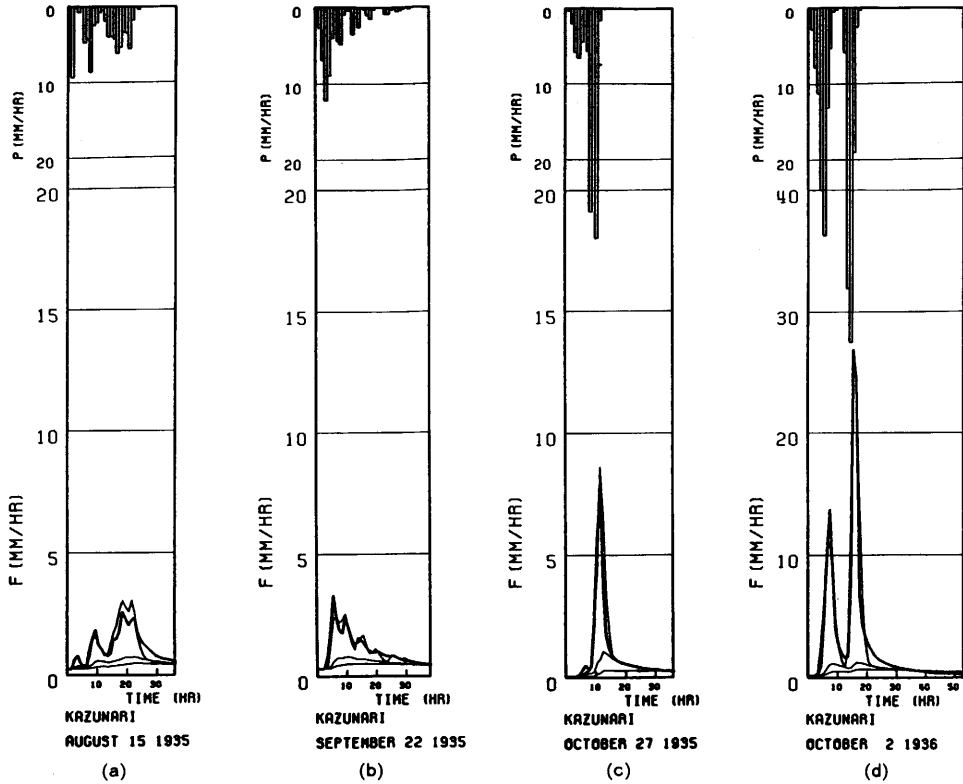 0
10
20
P (MM/HR)
20
15
10
5
0
F (MM/HR)
10 20 30
TIME (HR)
KAZUNARI
AUGUST 15 1935
(a)
0
10
20
P (MM/HR)
20
15
10
5
0
F (MM/HR)
10 20 30
TIME (HR)
KAZUNARI
SEPTEMBER 22 1935
(b)
0
10
20
P (MM/HR)
20
15
10
5
0
F (MM/HR)
10 20 30
TIME (HR)
KAZUNARI
OCTOBER 27 1935
(c)
0
10
20
P (MM/HR)
40
30
20
10
0
F (MM/HR)
10 20 30 40 50
TIME (HR)
KAZUNARI
OCTOBER 2 1936
(d)